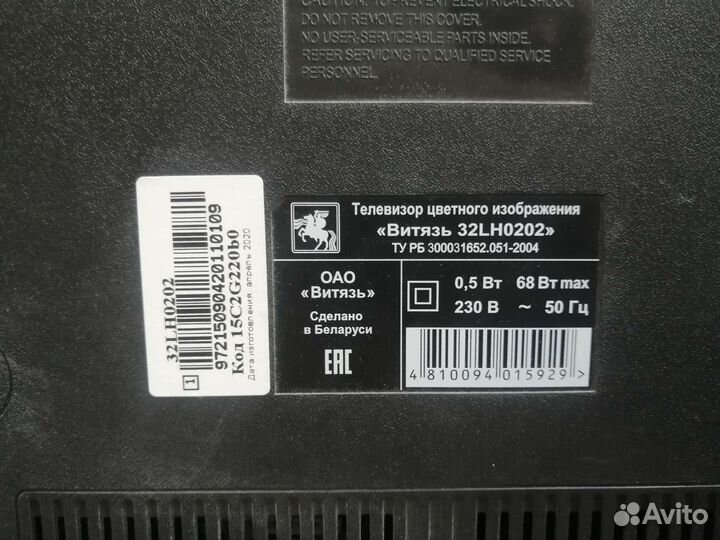 CAUTION: TO PREVENT ELECTRICAL SHOCK,
DO NOT REMOVE THIS COVER.
NO USER-SERVICEABLE PARTS INSIDE.
REFER SERVICING TO QUALIFIED SERVICE
PERSONNEL.
32LH0202
97215090420110109
Код 15C2G220b0
Дата изготовления: апрель 2020
1
Телевизор цветного изображения
«Витязь 32LH0202»
ТУ РБ 300031652.051-2004
ОАО
«Витязь»
Сделано
в Беларуси
EAC
0,5 Вт 68 Вт max
230 В ~ 50 Гц
4 810094 015929 >
Avito